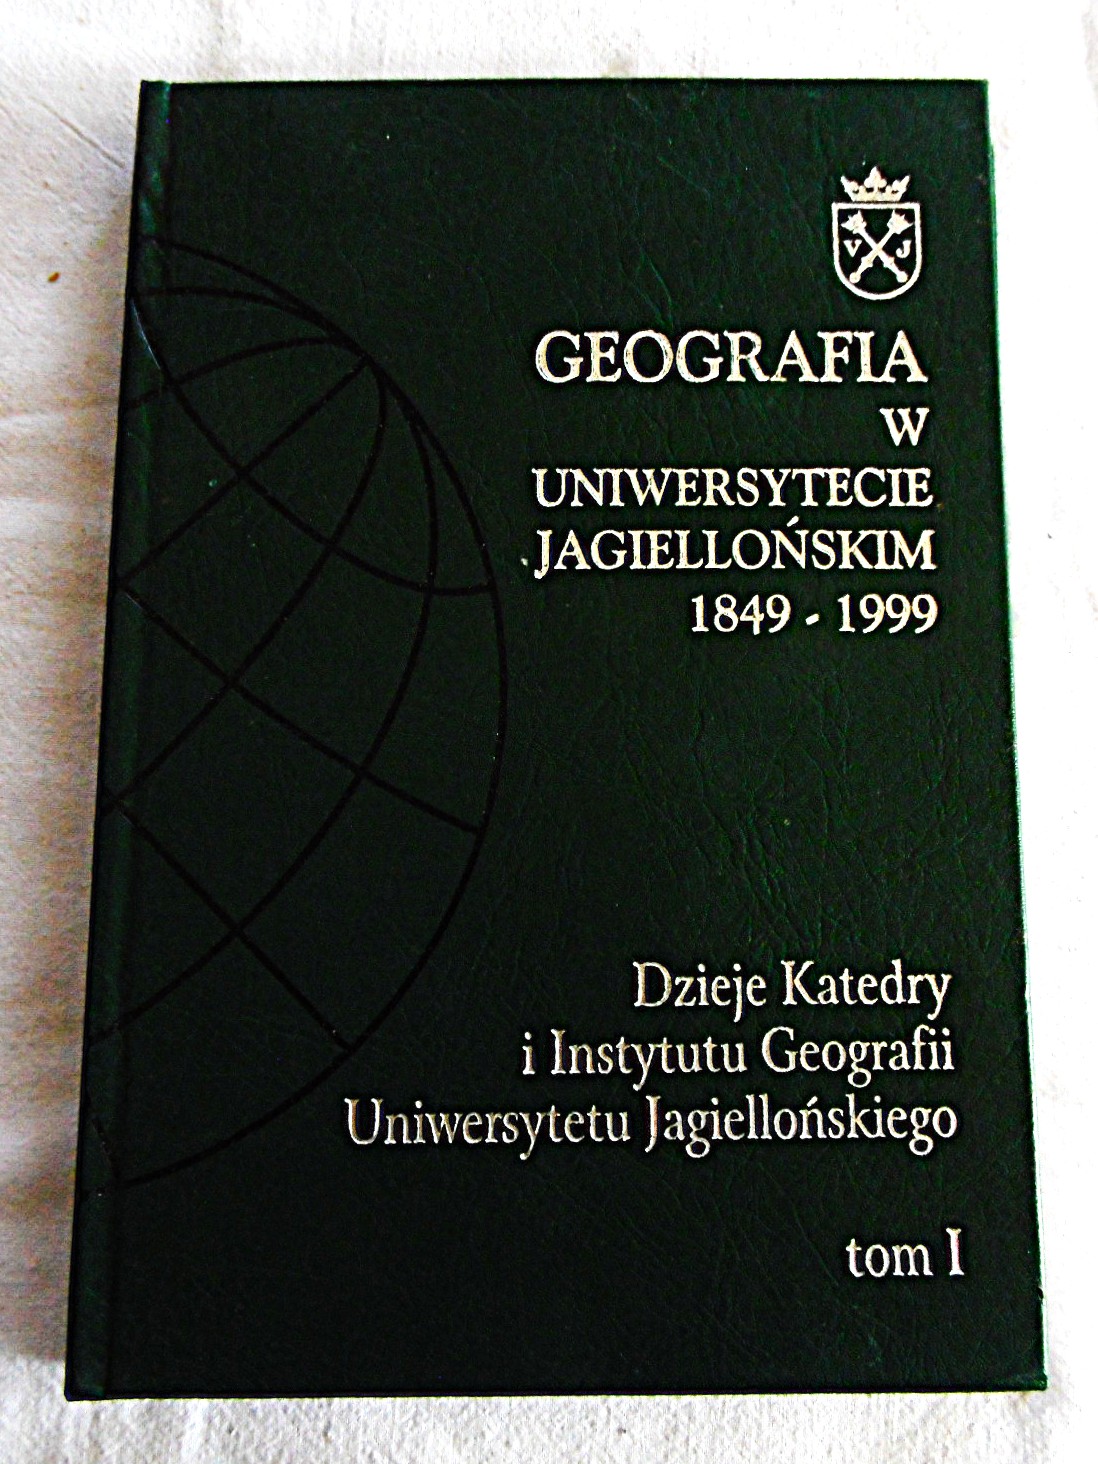 V J
GEOGRAFIA
W
UNIWERSYTECIE
JAGIELLOŃSKIM
1849 - 1999
Dzieje Katedry
i Instytutu Geografii
Uniwersytetu Jagiellońskiego
tom I